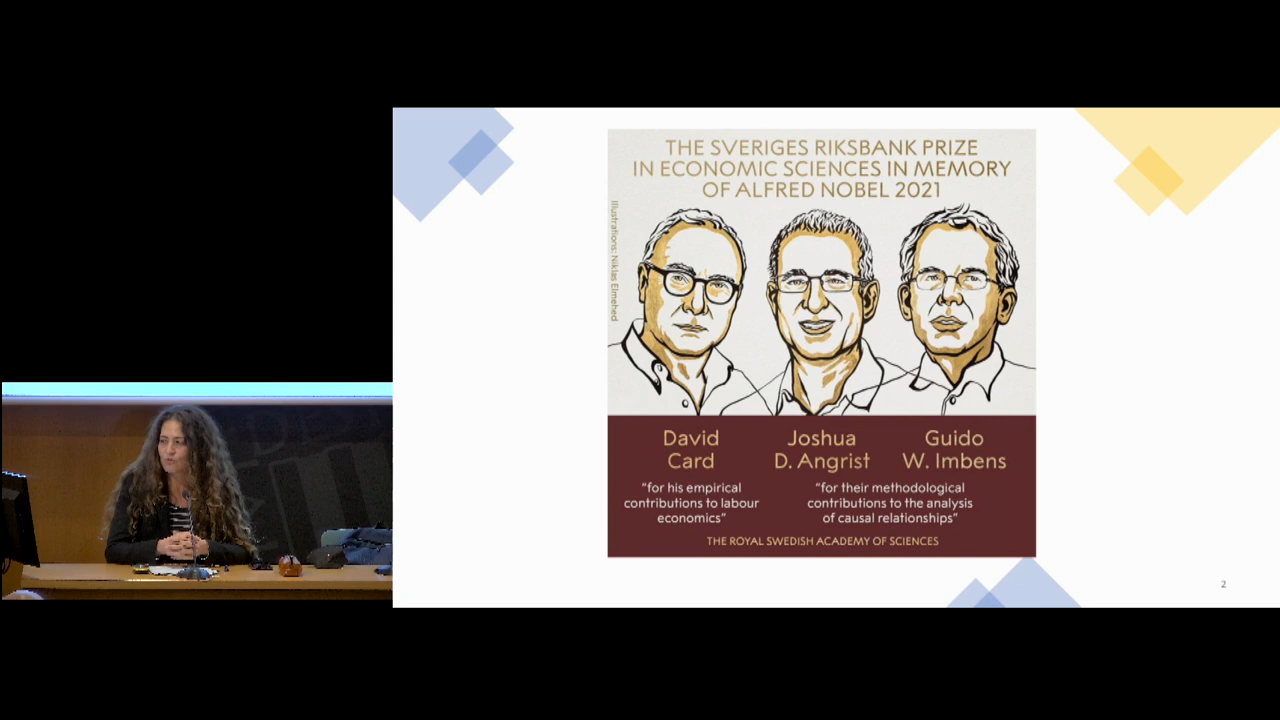 THE SVERIGES RIKSBANK PRIZE
IN ECONOMIC SCIENCES IN MEMORY
OF ALFRED NOBEL 2021
Illustrations: Niklas Elmehed
David
Card
Joshua
D. Angrist
Guido
W. Imbens
"for his empirical
contributions to labour
economics"
"for their methodological
contributions to the analysis
of causal relationships"
THE ROYAL SWEDISH ACADEMY OF SCIENCES
2